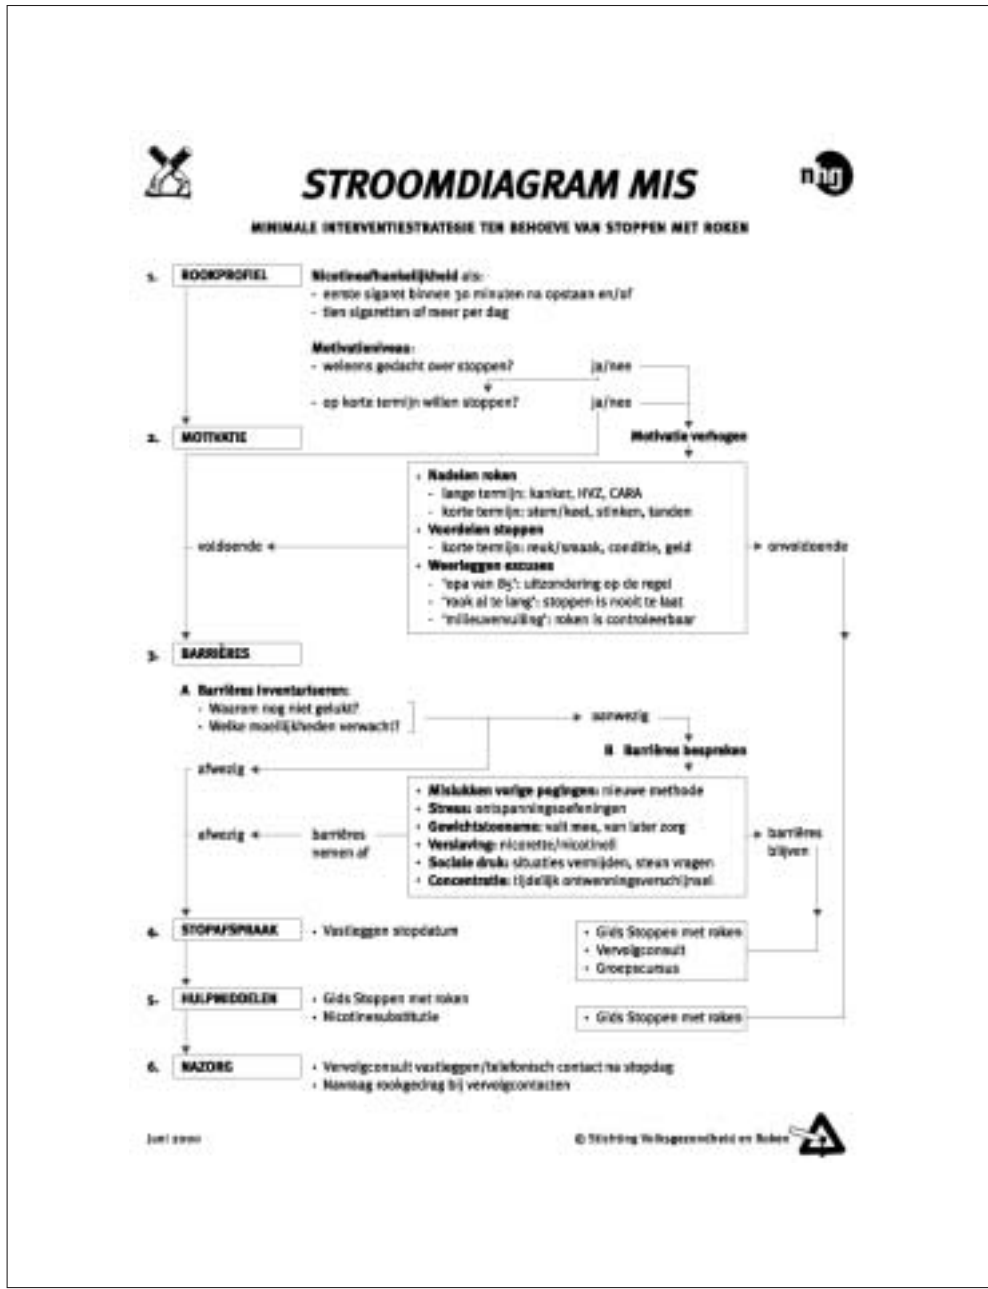 nhg
STROOMDIAGRAM MIS
MINIMALE INTERVENTIESTRATEGIE TEN BEHOEVE VAN STOPPEN MET ROKEN
1. ROOKPROFIEL
Nicotineafhankelijkheid als:
- eerste sigaret binnen 30 minuten na opstaan en/of
- tien sigaretten of meer per dag
Motivatieniveau:
- weleens gedacht over stoppen? ja/nee
- op korte termijn willen stoppen? ja/nee
2. MOTIVATIE
Motivatie verhogen
• Nadelen roken
- lange termijn: kanker, HVZ, CARA
- korte termijn: stem/keel, stinken, tanden
• Voordelen stoppen
- korte termijn: reuk/smaak, conditie, geld
• Weerleggen excuses
- 'opa van 85': uitzondering op de regel
- 'rook al te lang': stoppen is nooit te laat
- 'milieuvervuiling': roken is controleerbaar
voldoende
onvoldoende
3. BARRIÈRES
A Barrières inventariseren:
- Waarom nog niet gelukt?
- Welke moeilijkheden verwacht?
aanwezig
B Barrières bespreken
afwezig
• Mislukken vorige pogingen: nieuwe methode
• Stress: ontspanningsoefeningen
• Gewichtstoename: valt mee, van later zorg
• Verslaving: nicorette/nicotinell
• Sociale druk: situaties vermijden, steun vragen
• Concentratie: tijdelijk ontwenningsverschijnsel
afwezig
barrières
nemen af
barrières
blijven
4. STOPAFSPRAAK
• Vastleggen stopdatum
• Gids Stoppen met roken
• Vervolgconsult
• Groepscursus
5. HULPMIDDELEN
• Gids Stoppen met roken
• Nicotinesubstitutie
• Gids Stoppen met roken
6. NAZORG
• Vervolgconsult vastleggen/telefonisch contact na stopdag
• Navraag rookgedrag bij vervolgcontacten
Juni 2000
© Stichting Volksgezondheid en Roken